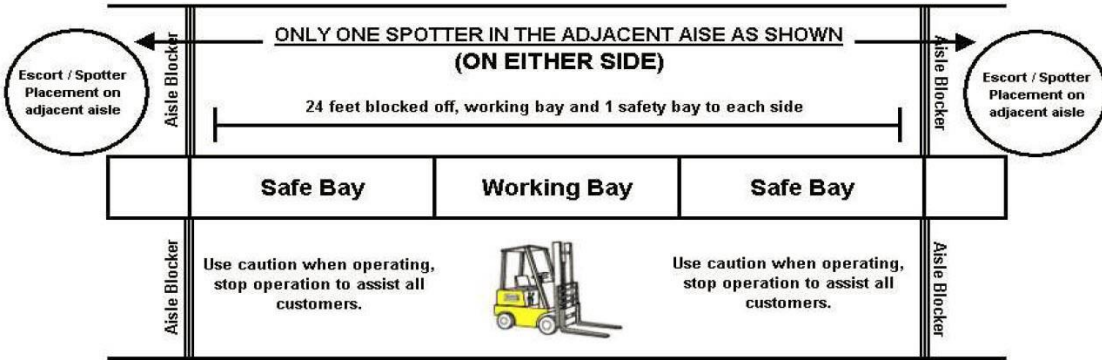 ONLY ONE SPOTTER IN THE ADJACENT AISE AS SHOWN
(ON EITHER SIDE)
Escort / Spotter
Placement on
adjacent aisle
Aisle Blocker
Aisle Blocker
Escort / Spotter
Placement on
adjacent aisle
24 feet blocked off, working bay and 1 safety bay to each side
Safe Bay
Working Bay
Safe Bay
Aisle Blocker
Use caution when operating,
stop operation to assist all
customers.
Use caution when operating,
stop operation to assist all
customers.
Aisle Blocker